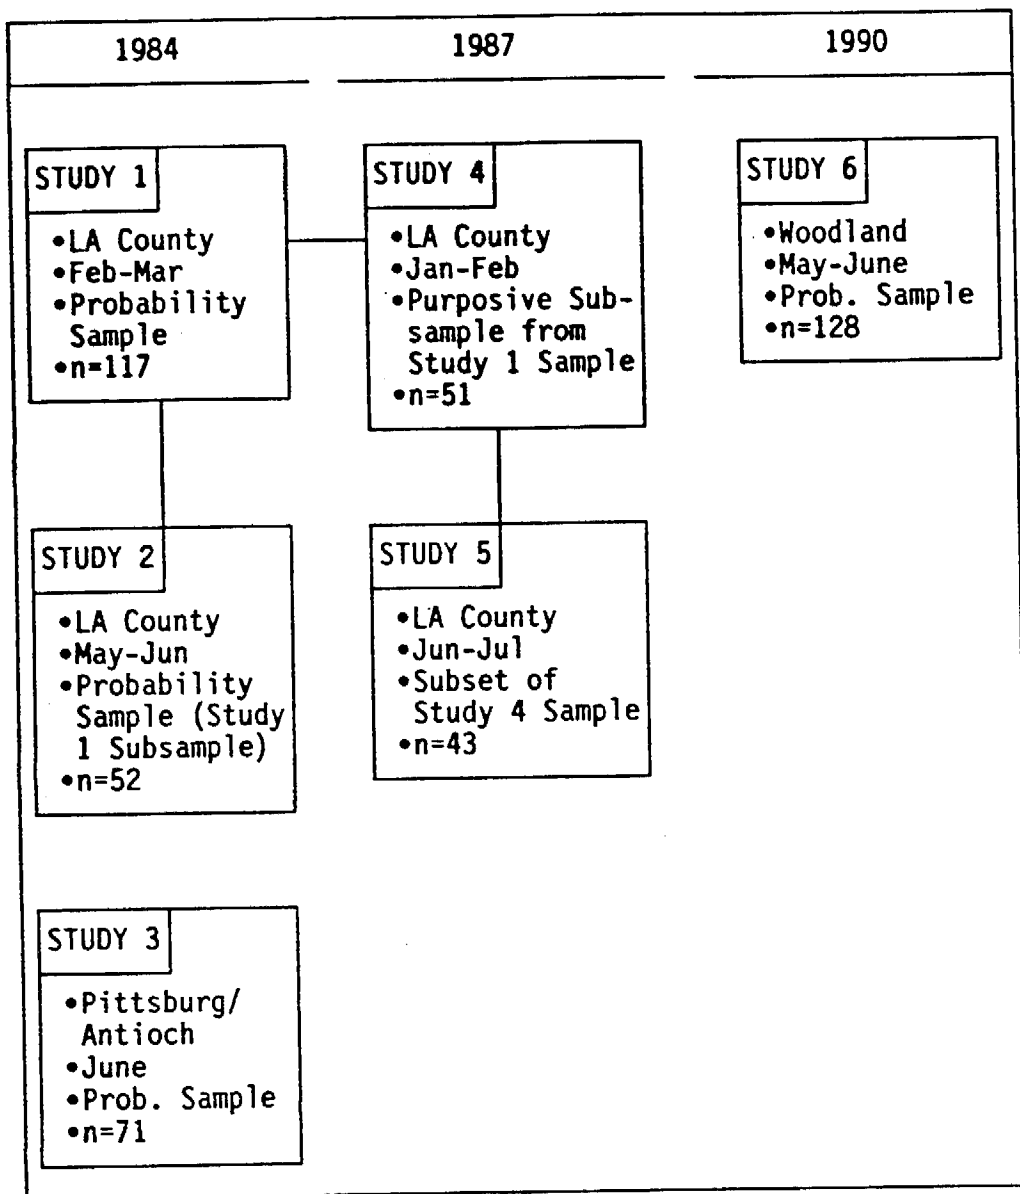 1984
1987
1990
STUDY 1
•LA County
•Feb-Mar
•Probability
Sample
•n=117
STUDY 4
•LA County
•Jan-Feb
•Purposive Sub-
sample from
Study 1 Sample
•n=51
STUDY 6
•Woodland
•May-June
•Prob. Sample
•n=128
STUDY 2
•LA County
•May-Jun
•Probability
Sample (Study
1 Subsample)
•n=52
STUDY 5
•LA County
•Jun-Jul
•Subset of
Study 4 Sample
•n=43
STUDY 3
•Pittsburg/
Antioch
•June
•Prob. Sample
•n=71